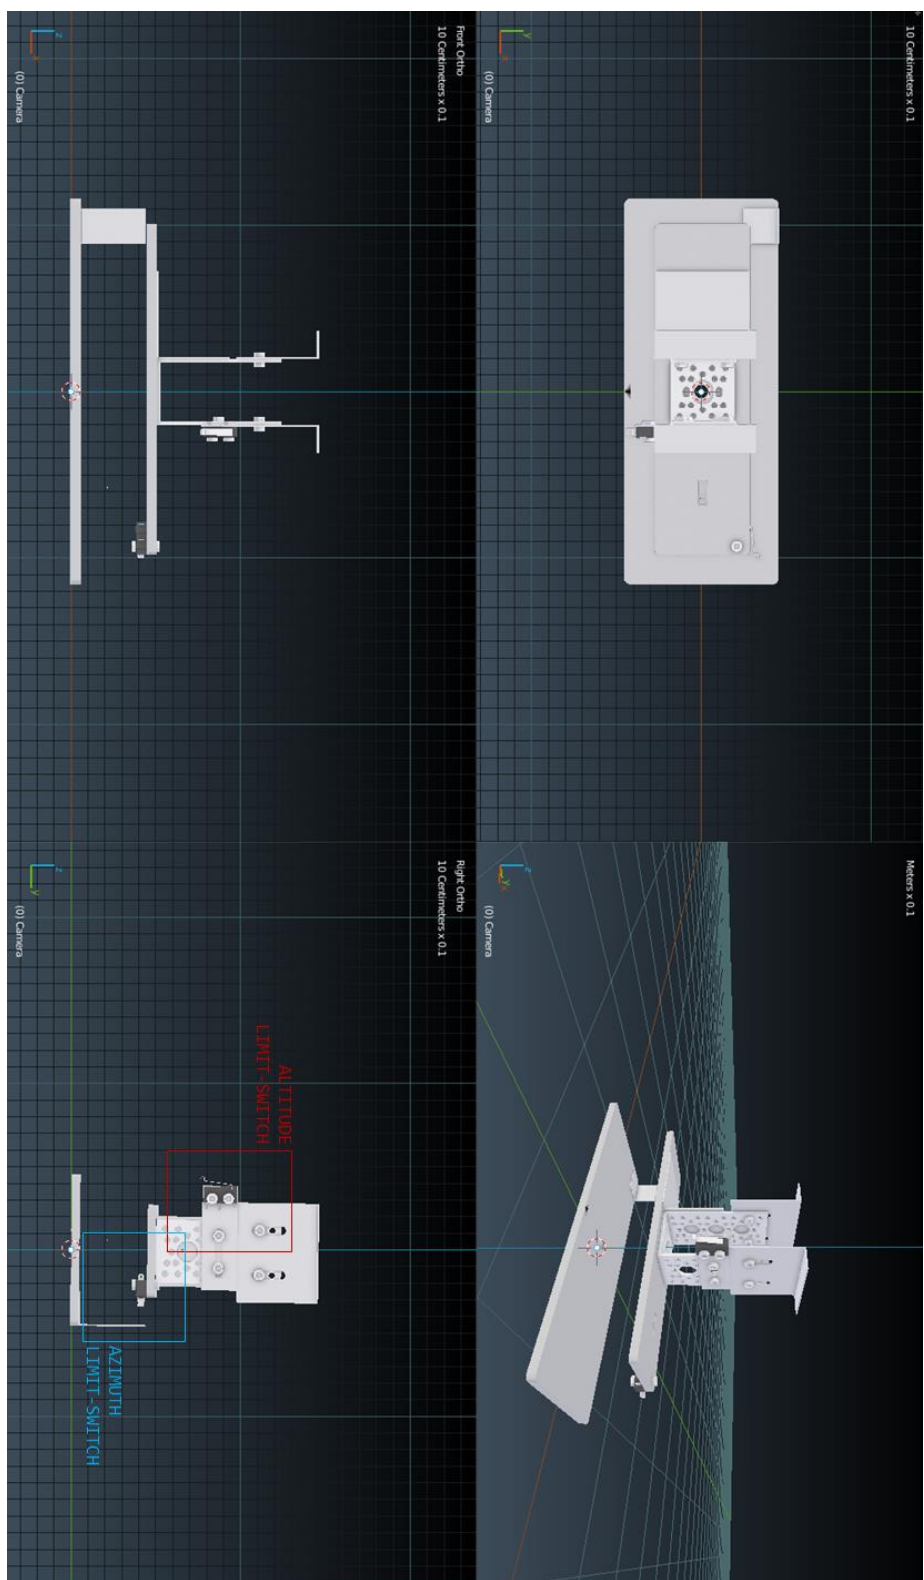 10 Centimeters x 0.1
Y
X
(0) Camera
Meters x 0.1
Z
Y
X
(0) Camera
Front Ortho
10 Centimeters x 0.1
Z
X
(0) Camera
Right Ortho
10 Centimeters x 0.1
ALTITUDE
LIMIT-SWITCH
AZIMUTH
LIMIT-SWITCH
Z
Y
(0) Camera